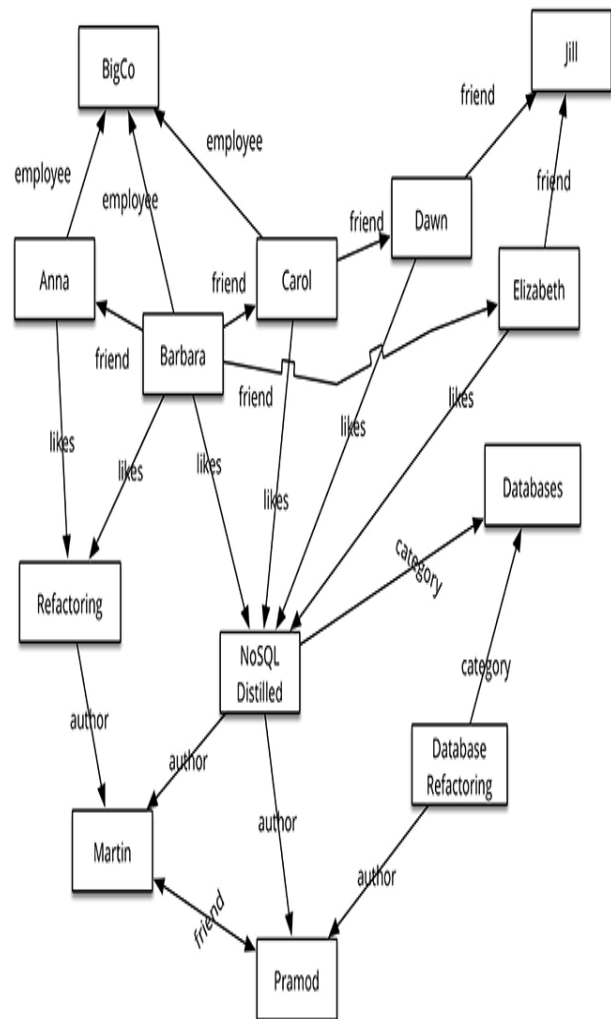 Jill
BigCo
friend
employee
employee
employee
friend
friend
Dawn
Anna
friend
Carol
Elizabeth
friend
Barbara
friend
likes
likes
likes
likes
likes
likes
Databases
category
Refactoring
NoSQL
Distilled
category
author
author
Database
Refactoring
author
Martin
author
friend
Pramod